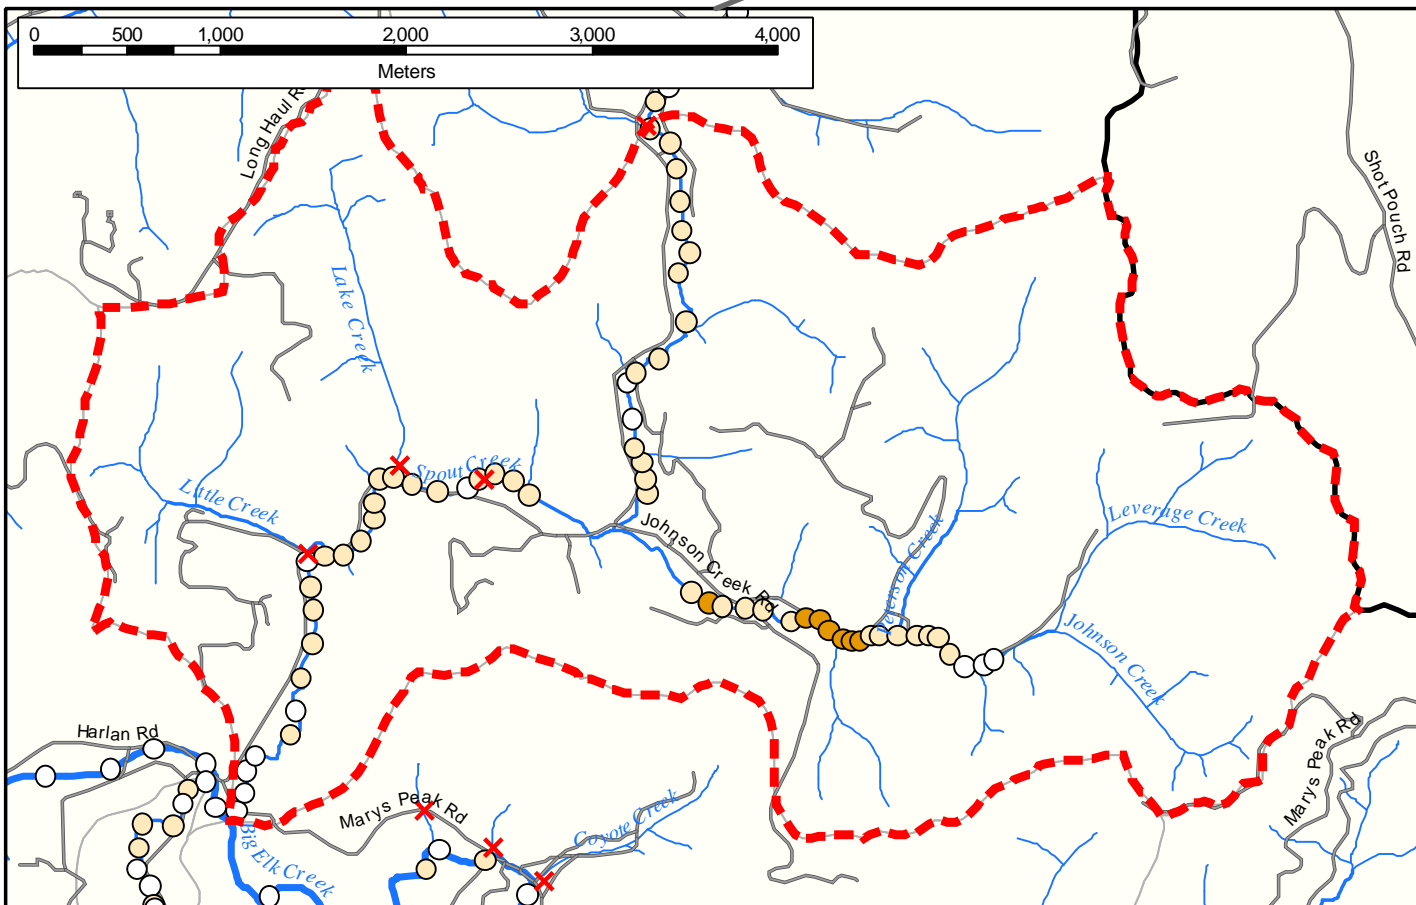 0 500 1,000 2,000 3,000 4,000
Meters
Long Haul R
Shot Pouch Rd
Lake Creek
Spout Creek
Little Creek
Johnson Creek Rd
Peterson Creek
Leverage Creek
Johnson Creek
Harlan Rd
Marys Peak Rd
Marys Peak Rd
Coyote Creek
Big Elk Creek